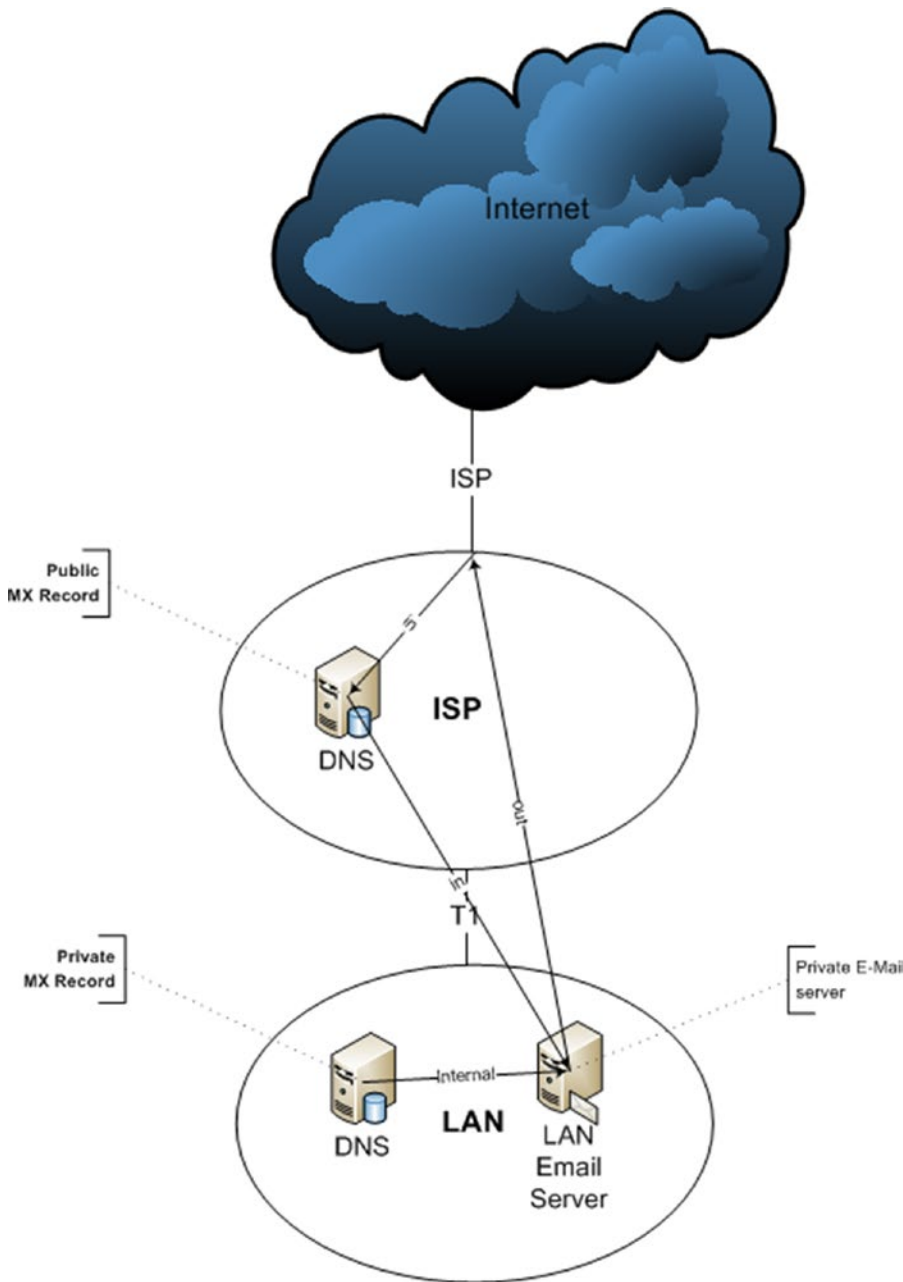 Internet
ISP
Public
MX Record
in
ISP
DNS
out
in
T1
Private
MX Record
Private E-Mail
server
Internal
LAN
DNS
LAN
Email
Server